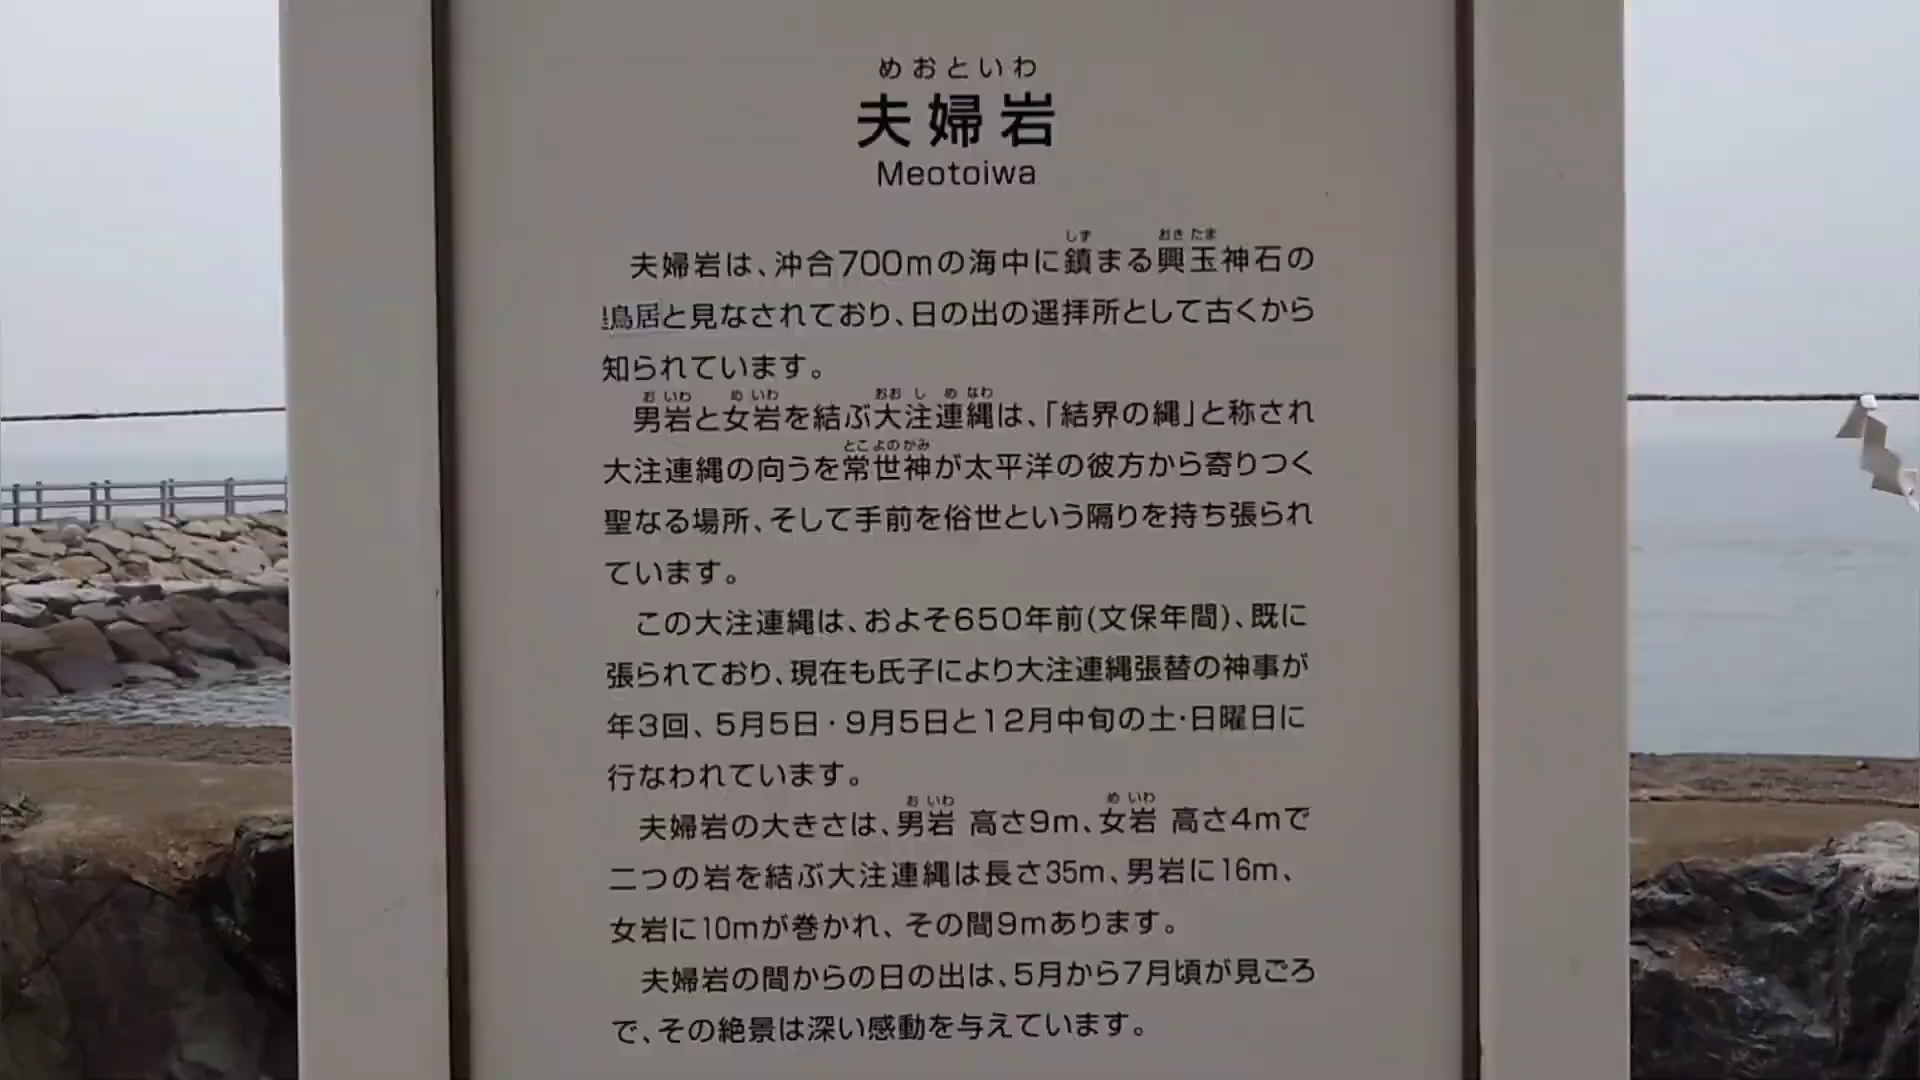 めおといわ
夫婦岩
Meotoiwa
しず おき たま
夫婦岩は、沖合700mの海中に鎮まる興玉神石の
鳥居と見なされており、日の出の遥拝所として古くから
知られています。
お いわ め いわ おお し め なわ
男岩と女岩を結ぶ大注連縄は、「結界の縄」と称され
とこ よの かみ
大注連縄の向うを常世神が太平洋の彼方から寄りつく
聖なる場所、そして手前を俗世という隔りを持ち張られ
ています。
この大注連縄は、およそ650年前(文保年間)、既に
張られており、現在も氏子により大注連縄張替の神事が
年3回、5月5日・9月5日と12月中旬の土・日曜日に
行なわれています。
お いわ め いわ
夫婦岩の大きさは、男岩 高さ9m、女岩 高さ4mで
二つの岩を結ぶ大注連縄は長さ35m、男岩に16m、
女岩に10mが巻かれ、その間9mあります。
夫婦岩の間からの日の出は、5月から7月頃が見ごろ
で、その絶景は深い感動を与えています。